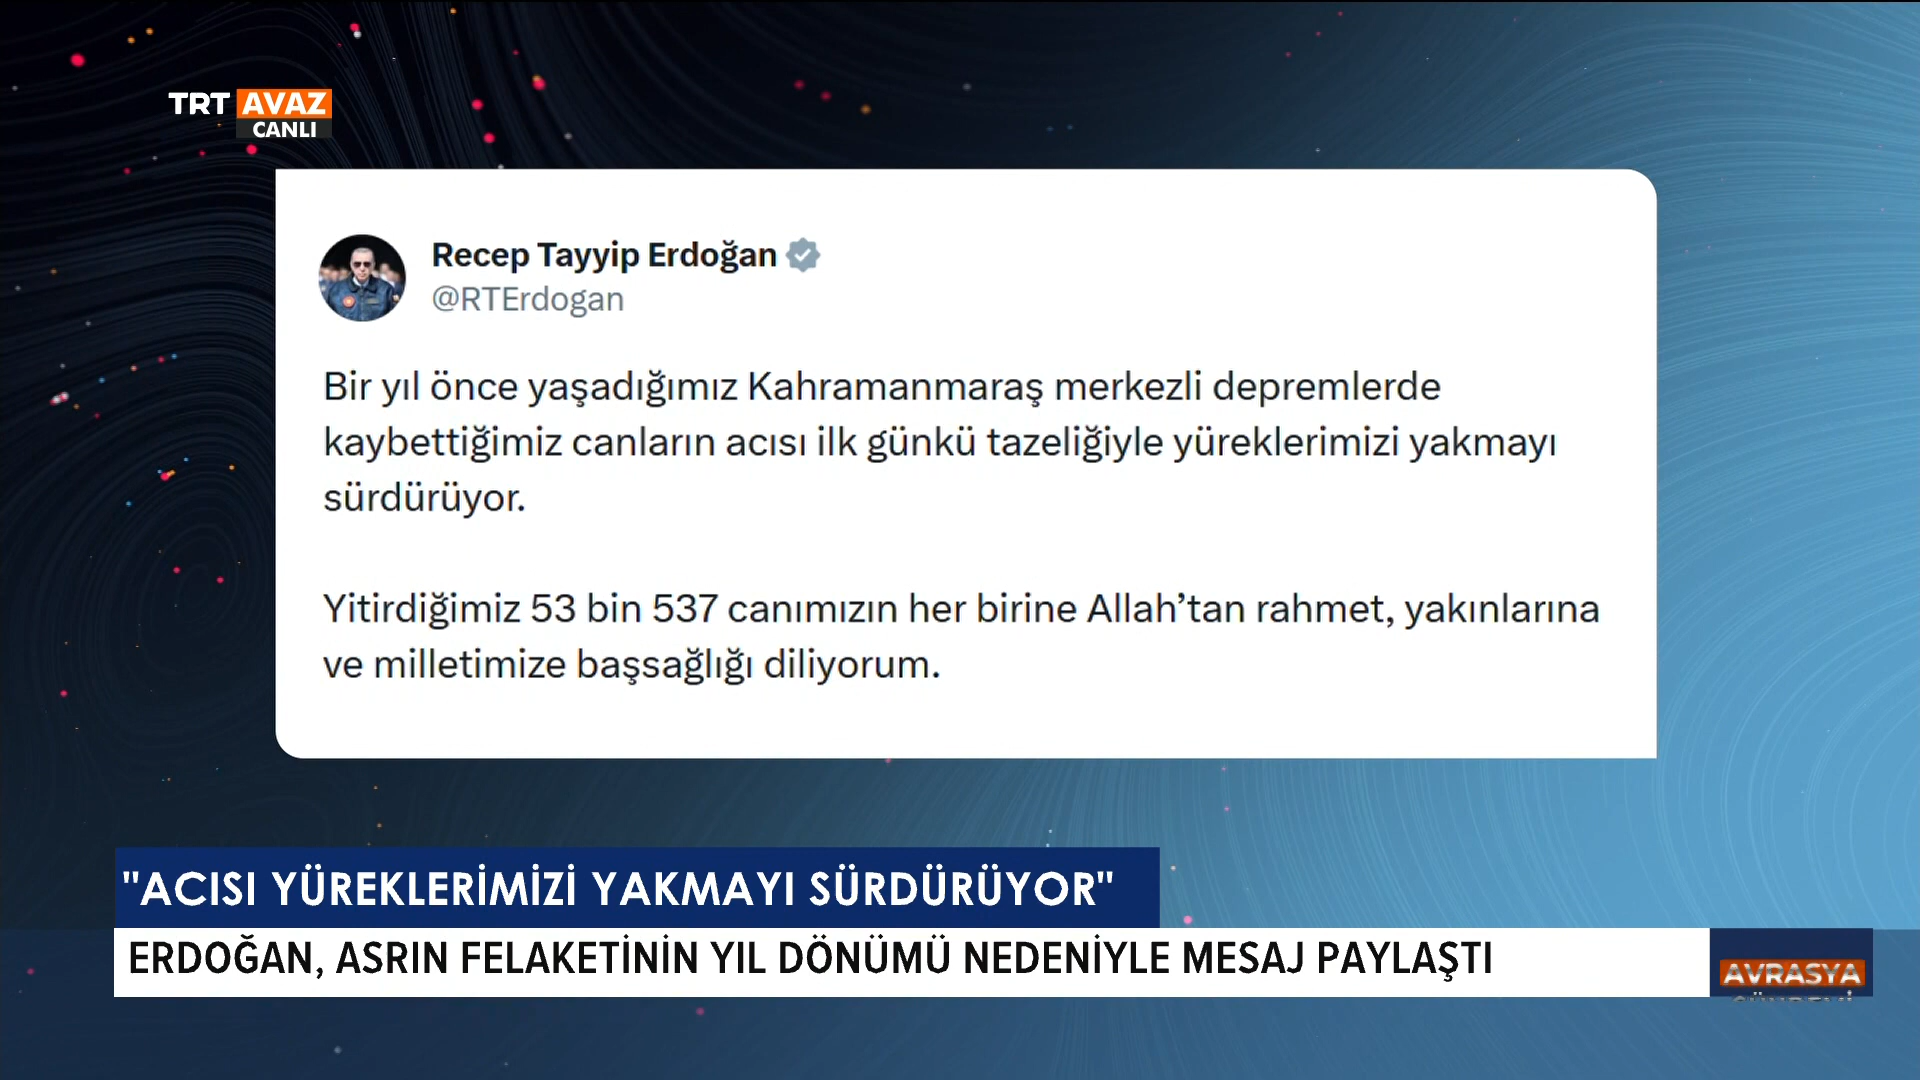 TRT AVAZ
CANLI
Recep Tayyip Erdoğan
@RTErdogan
Bir yıl önce yaşadığımız Kahramanmaraş merkezli depremlerde
kaybettiğimiz canların acısı ilk günkü tazeliğiyle yüreklerimizi yakmayı
sürdürüyor.
Yitirdiğimiz 53 bin 537 canımızın her birine Allah’tan rahmet, yakınlarına
ve milletimize başsağlığı diliyorum.
"ACISI YÜREKLERİMİZİ YAKMAYI SÜRDÜRÜYOR"
ERDOĞAN, ASRIN FELAKETİNİN YIL DÖNÜMÜ NEDENİYLE MESAJ PAYLAŞTI
AVRASYA